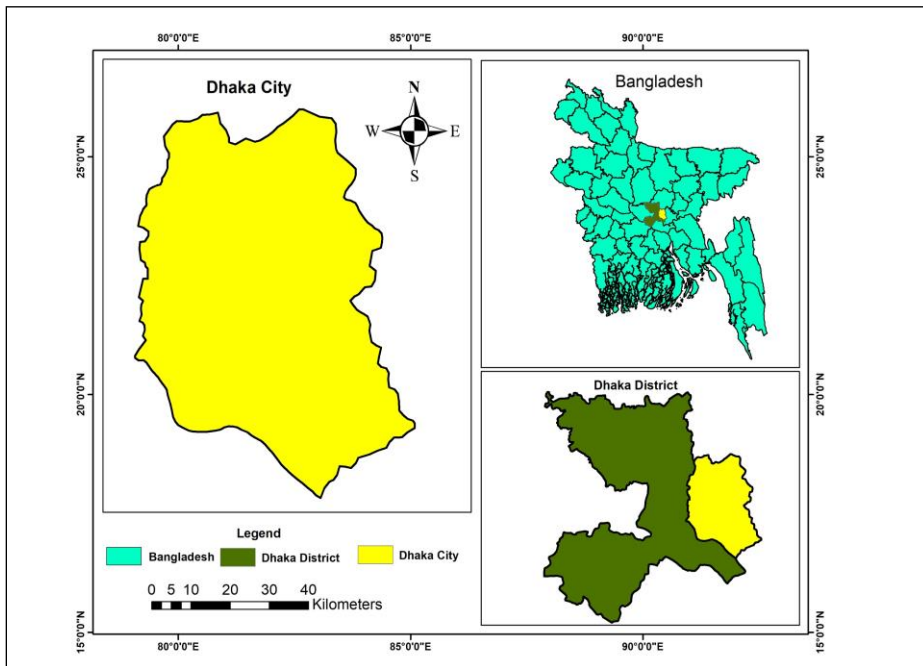 80°0'0"E 85°0'0"E 90°0'0"E
Dhaka City
N
W E
S
Bangladesh
25°0'0"N 25°0'0"N
20°0'0"N 20°0'0"N
Dhaka District
Legend
Bangladesh Dhaka District Dhaka City
0 5 10 20 30 40
Kilometers
15°0'0"N 15°0'0"N
80°0'0"E 85°0'0"E 90°0'0"E